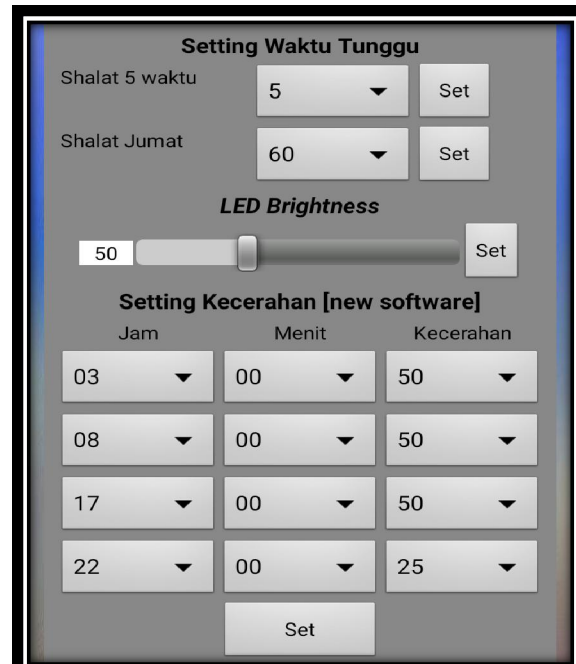 Setting Waktu Tunggu
Shalat 5 waktu 5 Set
Shalat Jumat 60 Set
LED Brightness
50 Set
Setting Kecerahan [new software]
Jam Menit Kecerahan
03 00 50
08 00 50
17 00 50
22 00 25
Set